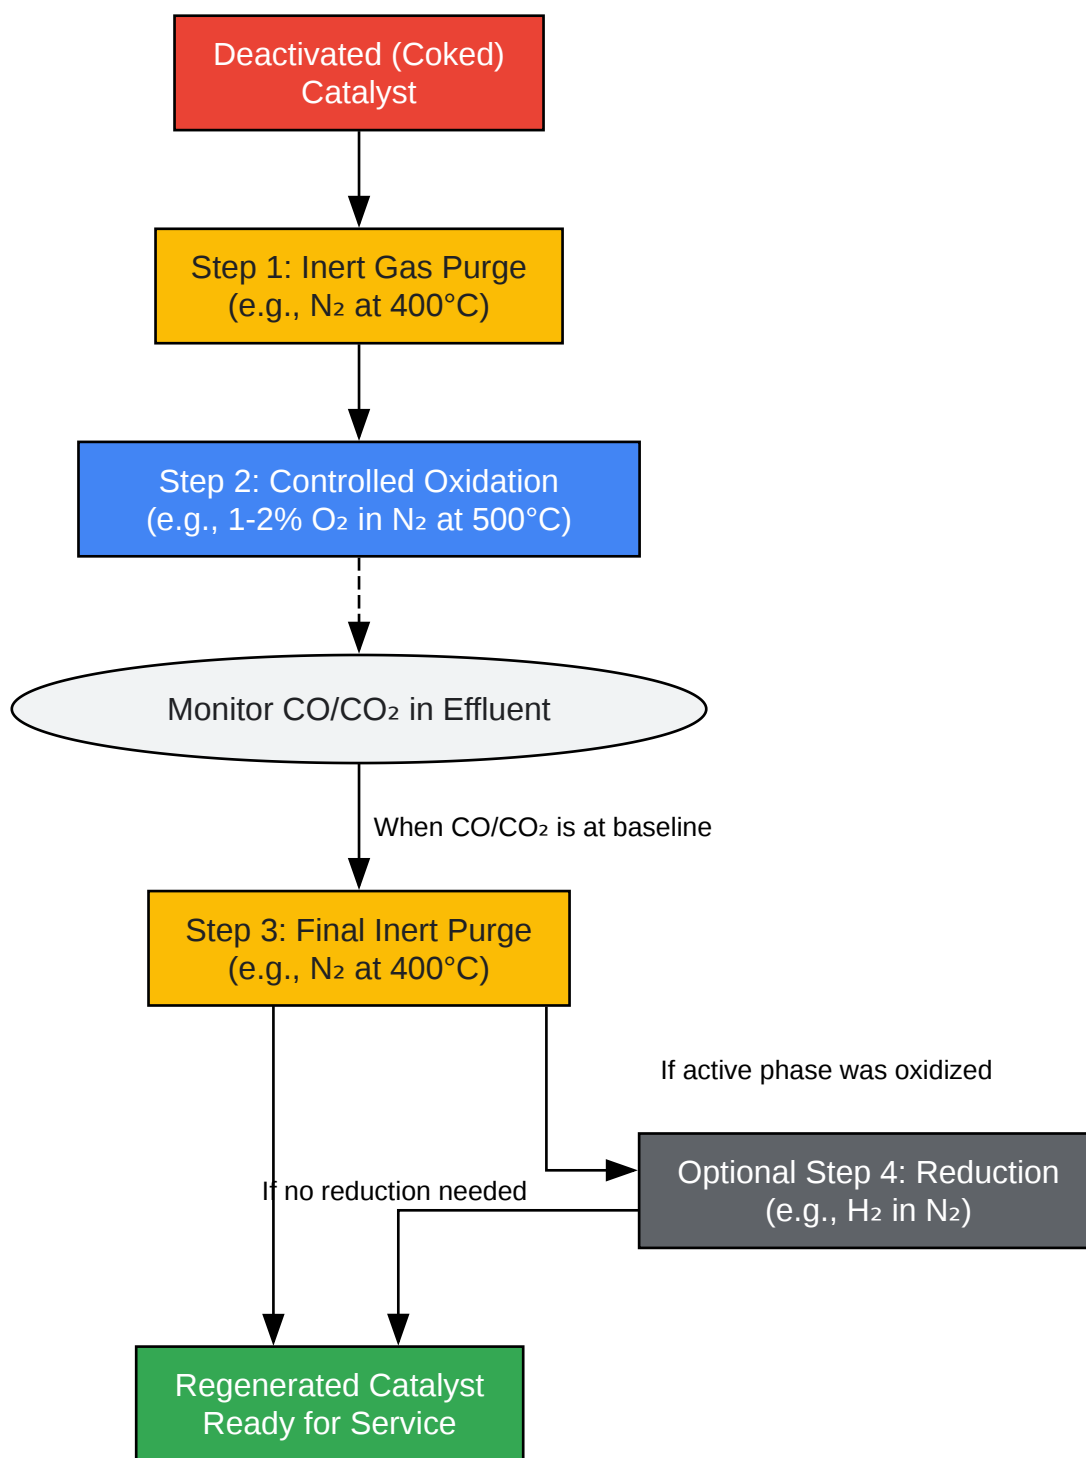 Deactivated (Coked)
Catalyst
Step 1: Inert Gas Purge
(e.g., N₂ at 400°C)
Step 2: Controlled Oxidation
(e.g., 1-2% O₂ in N₂ at 500°C)
Monitor CO/CO₂ in Effluent
When CO/CO₂ is at baseline
Step 3: Final Inert Purge
(e.g., N₂ at 400°C)
If active phase was oxidized
Optional Step 4: Reduction
(e.g., H₂ in N₂)
If no reduction needed
Regenerated Catalyst
Ready for Service